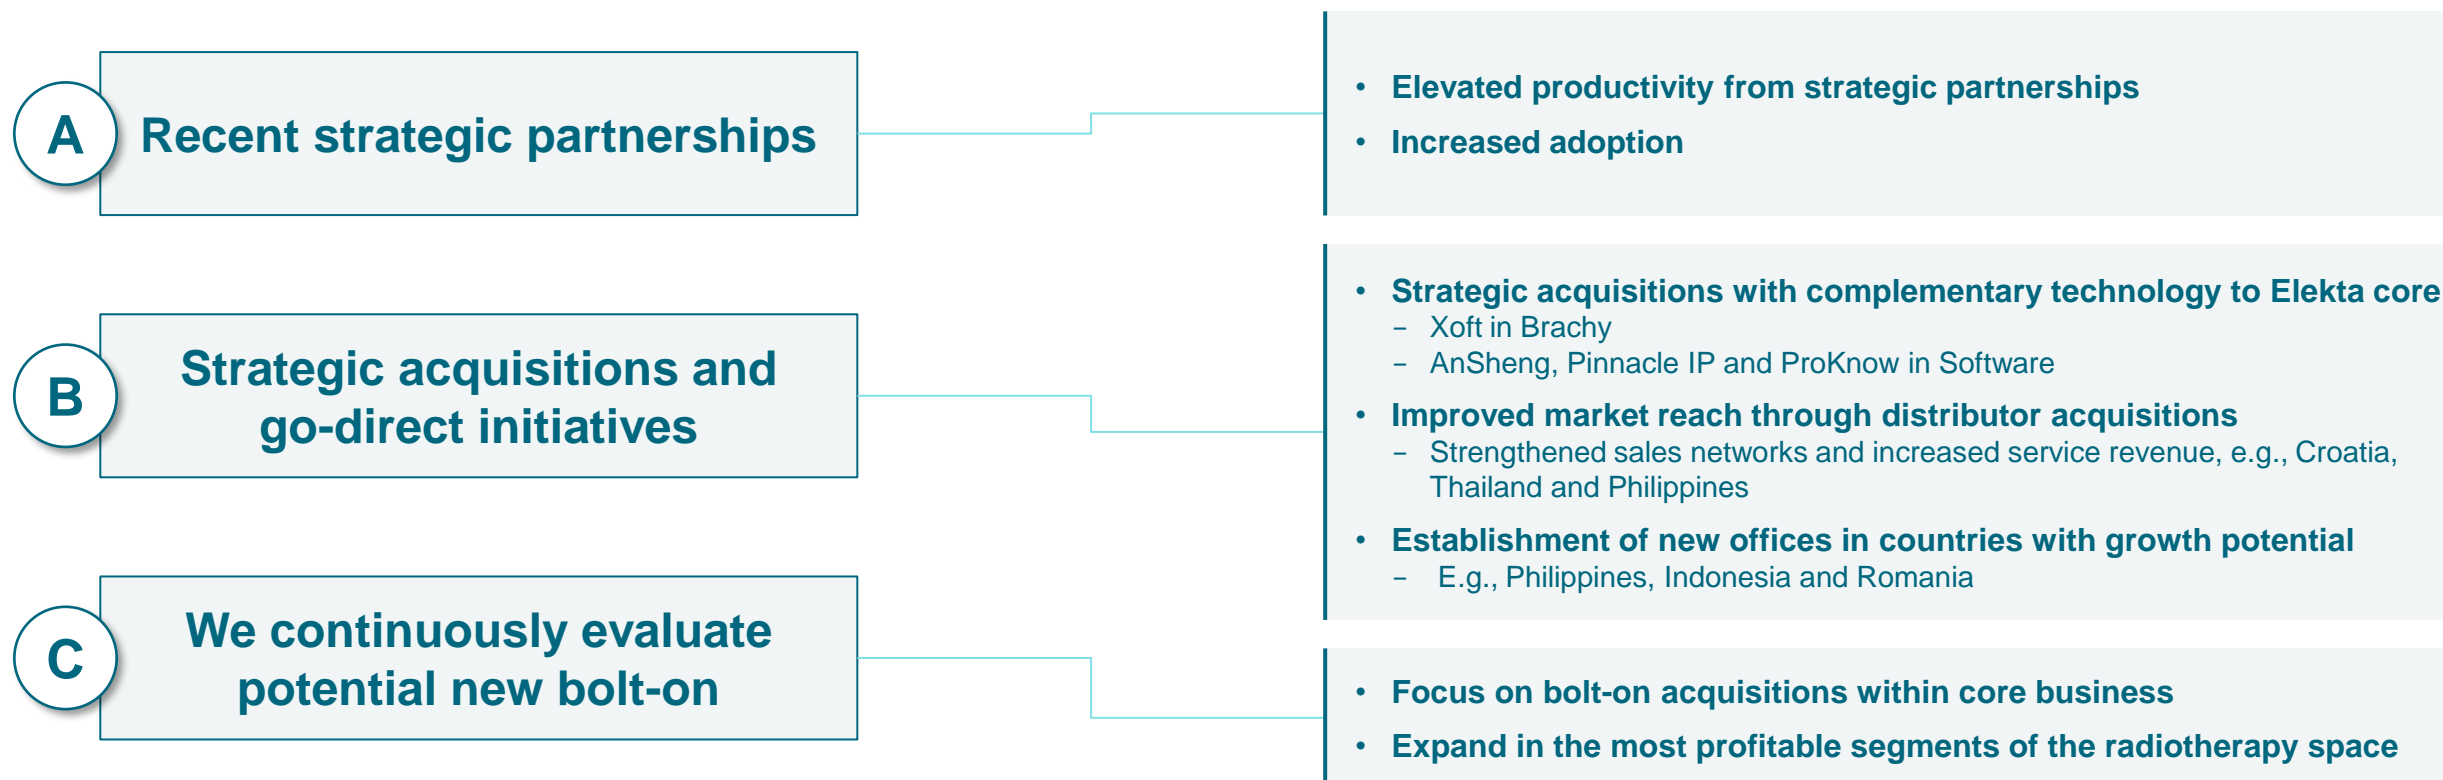 A
Recent strategic partnerships
• Elevated productivity from strategic partnerships
• Increased adoption
B
Strategic acquisitions and
go-direct initiatives
• Strategic acquisitions with complementary technology to Elekta core
− Xoft in Brachy
− AnSheng, Pinnacle IP and ProKnow in Software
• Improved market reach through distributor acquisitions
− Strengthened sales networks and increased service revenue, e.g., Croatia,
Thailand and Philippines
• Establishment of new offices in countries with growth potential
− E.g., Philippines, Indonesia and Romania
C
We continuously evaluate
potential new bolt-on
• Focus on bolt-on acquisitions within core business
• Expand in the most profitable segments of the radiotherapy space